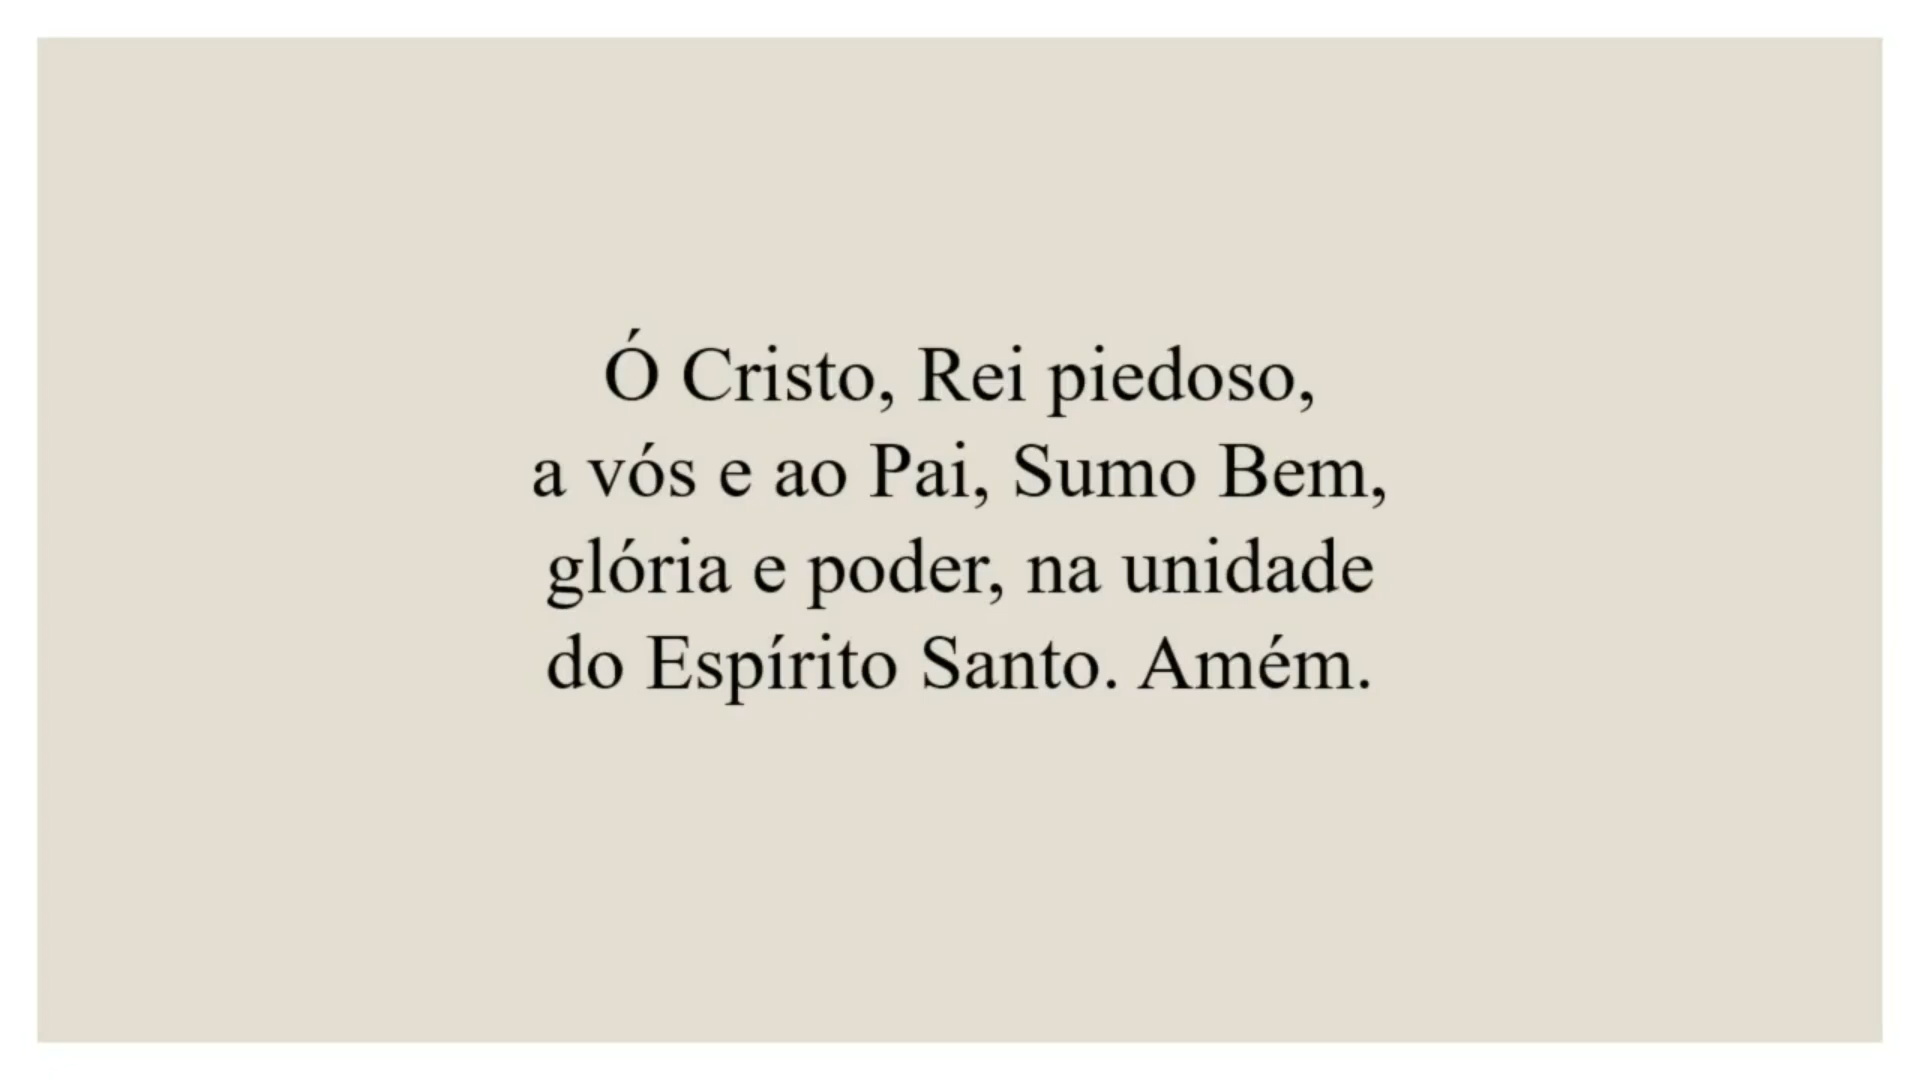 Ó Cristo, Rei piedoso,
a vós e ao Pai, Sumo Bem,
glória e poder, na unidade
do Espírito Santo. Amém.